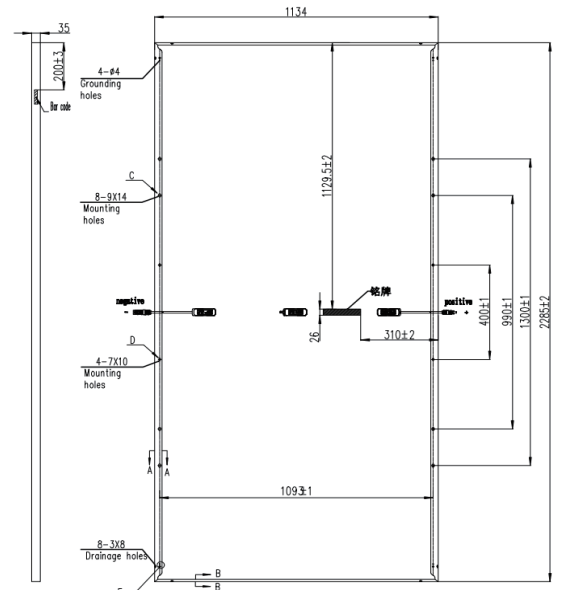 1134
35
200±3
Bar code
4-ø4
Grounding
holes
C
8-9X14
Mounting
holes
1129.5±2
铭牌
negative
-
positive
+
26
310±2
400±1
990±1
1300±1
2285±2
D
4-7X10
Mounting
holes
A
A
1093±1
8-3X8
Drainage holes
B
B